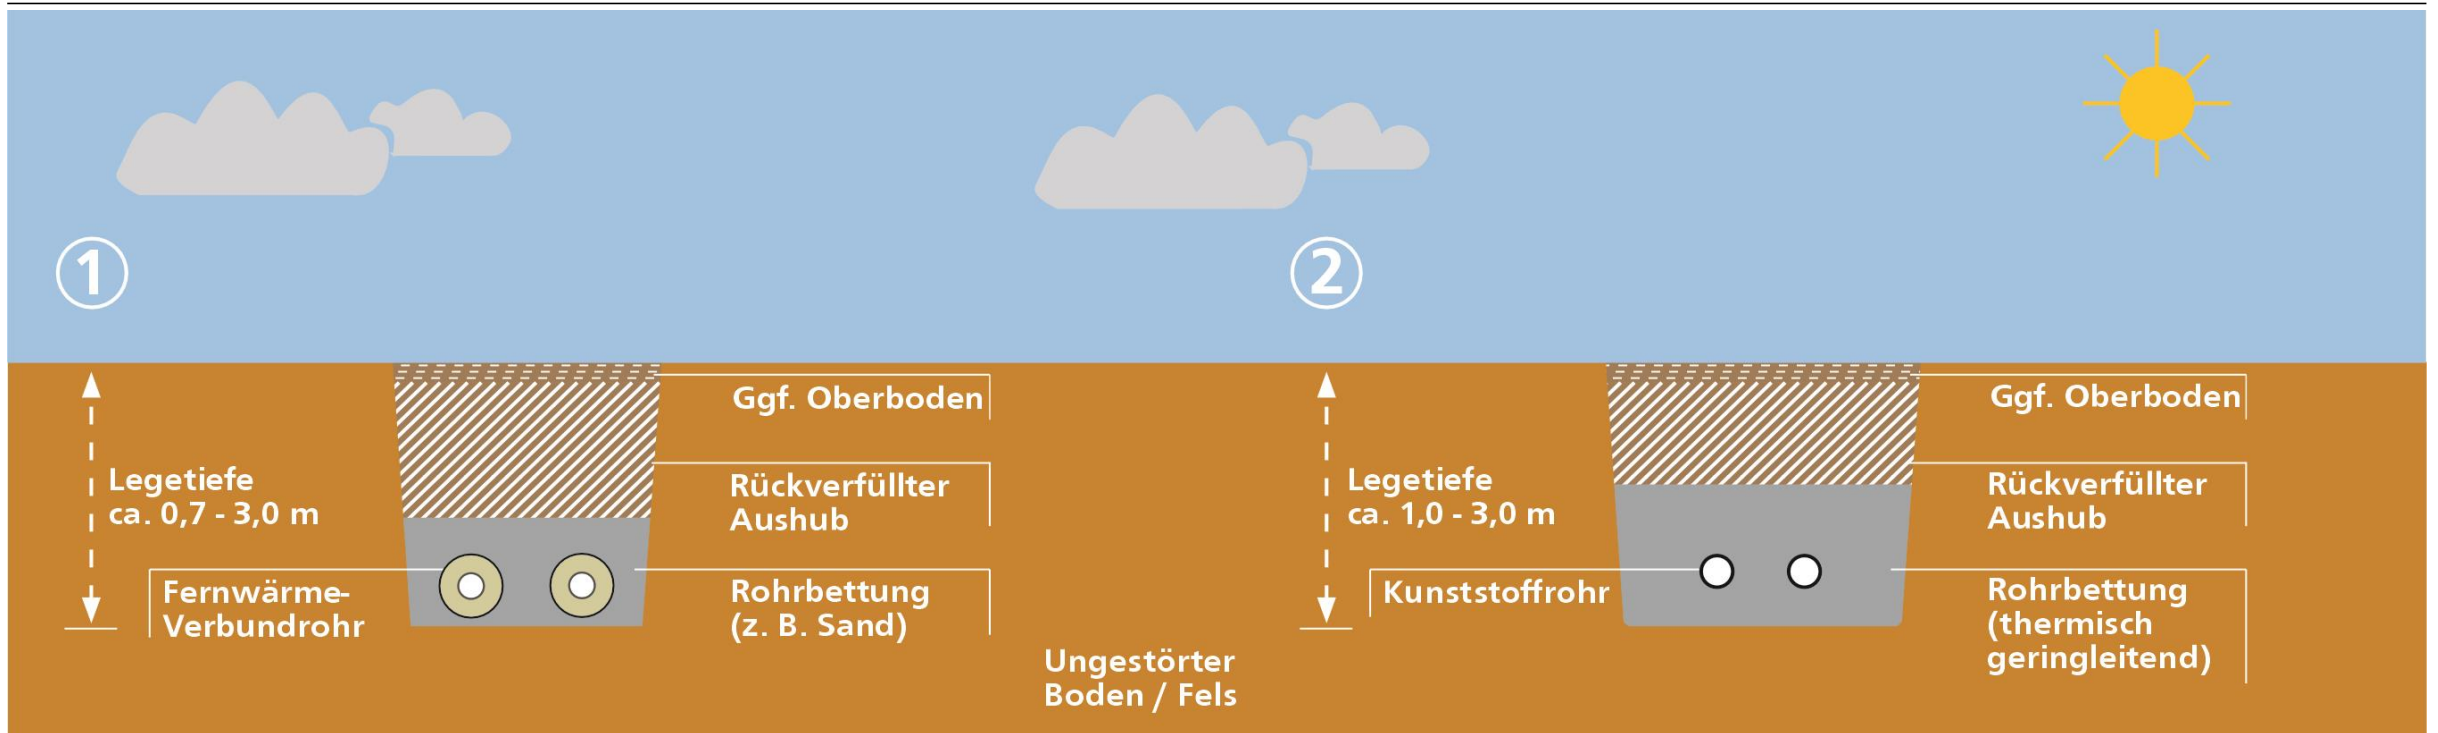 ①
Ggf. Oberboden
Legetiefe
ca. 0,7 - 3,0 m
Rückverfüllter
Aushub
Fernwärme-
Verbundrohr
Rohrbettung
(z. B. Sand)
Ungestörter
Boden / Fels
②
Ggf. Oberboden
Legetiefe
ca. 1,0 - 3,0 m
Rückverfüllter
Aushub
Kunststoffrohr
Rohrbettung
(thermisch
geringleitend)